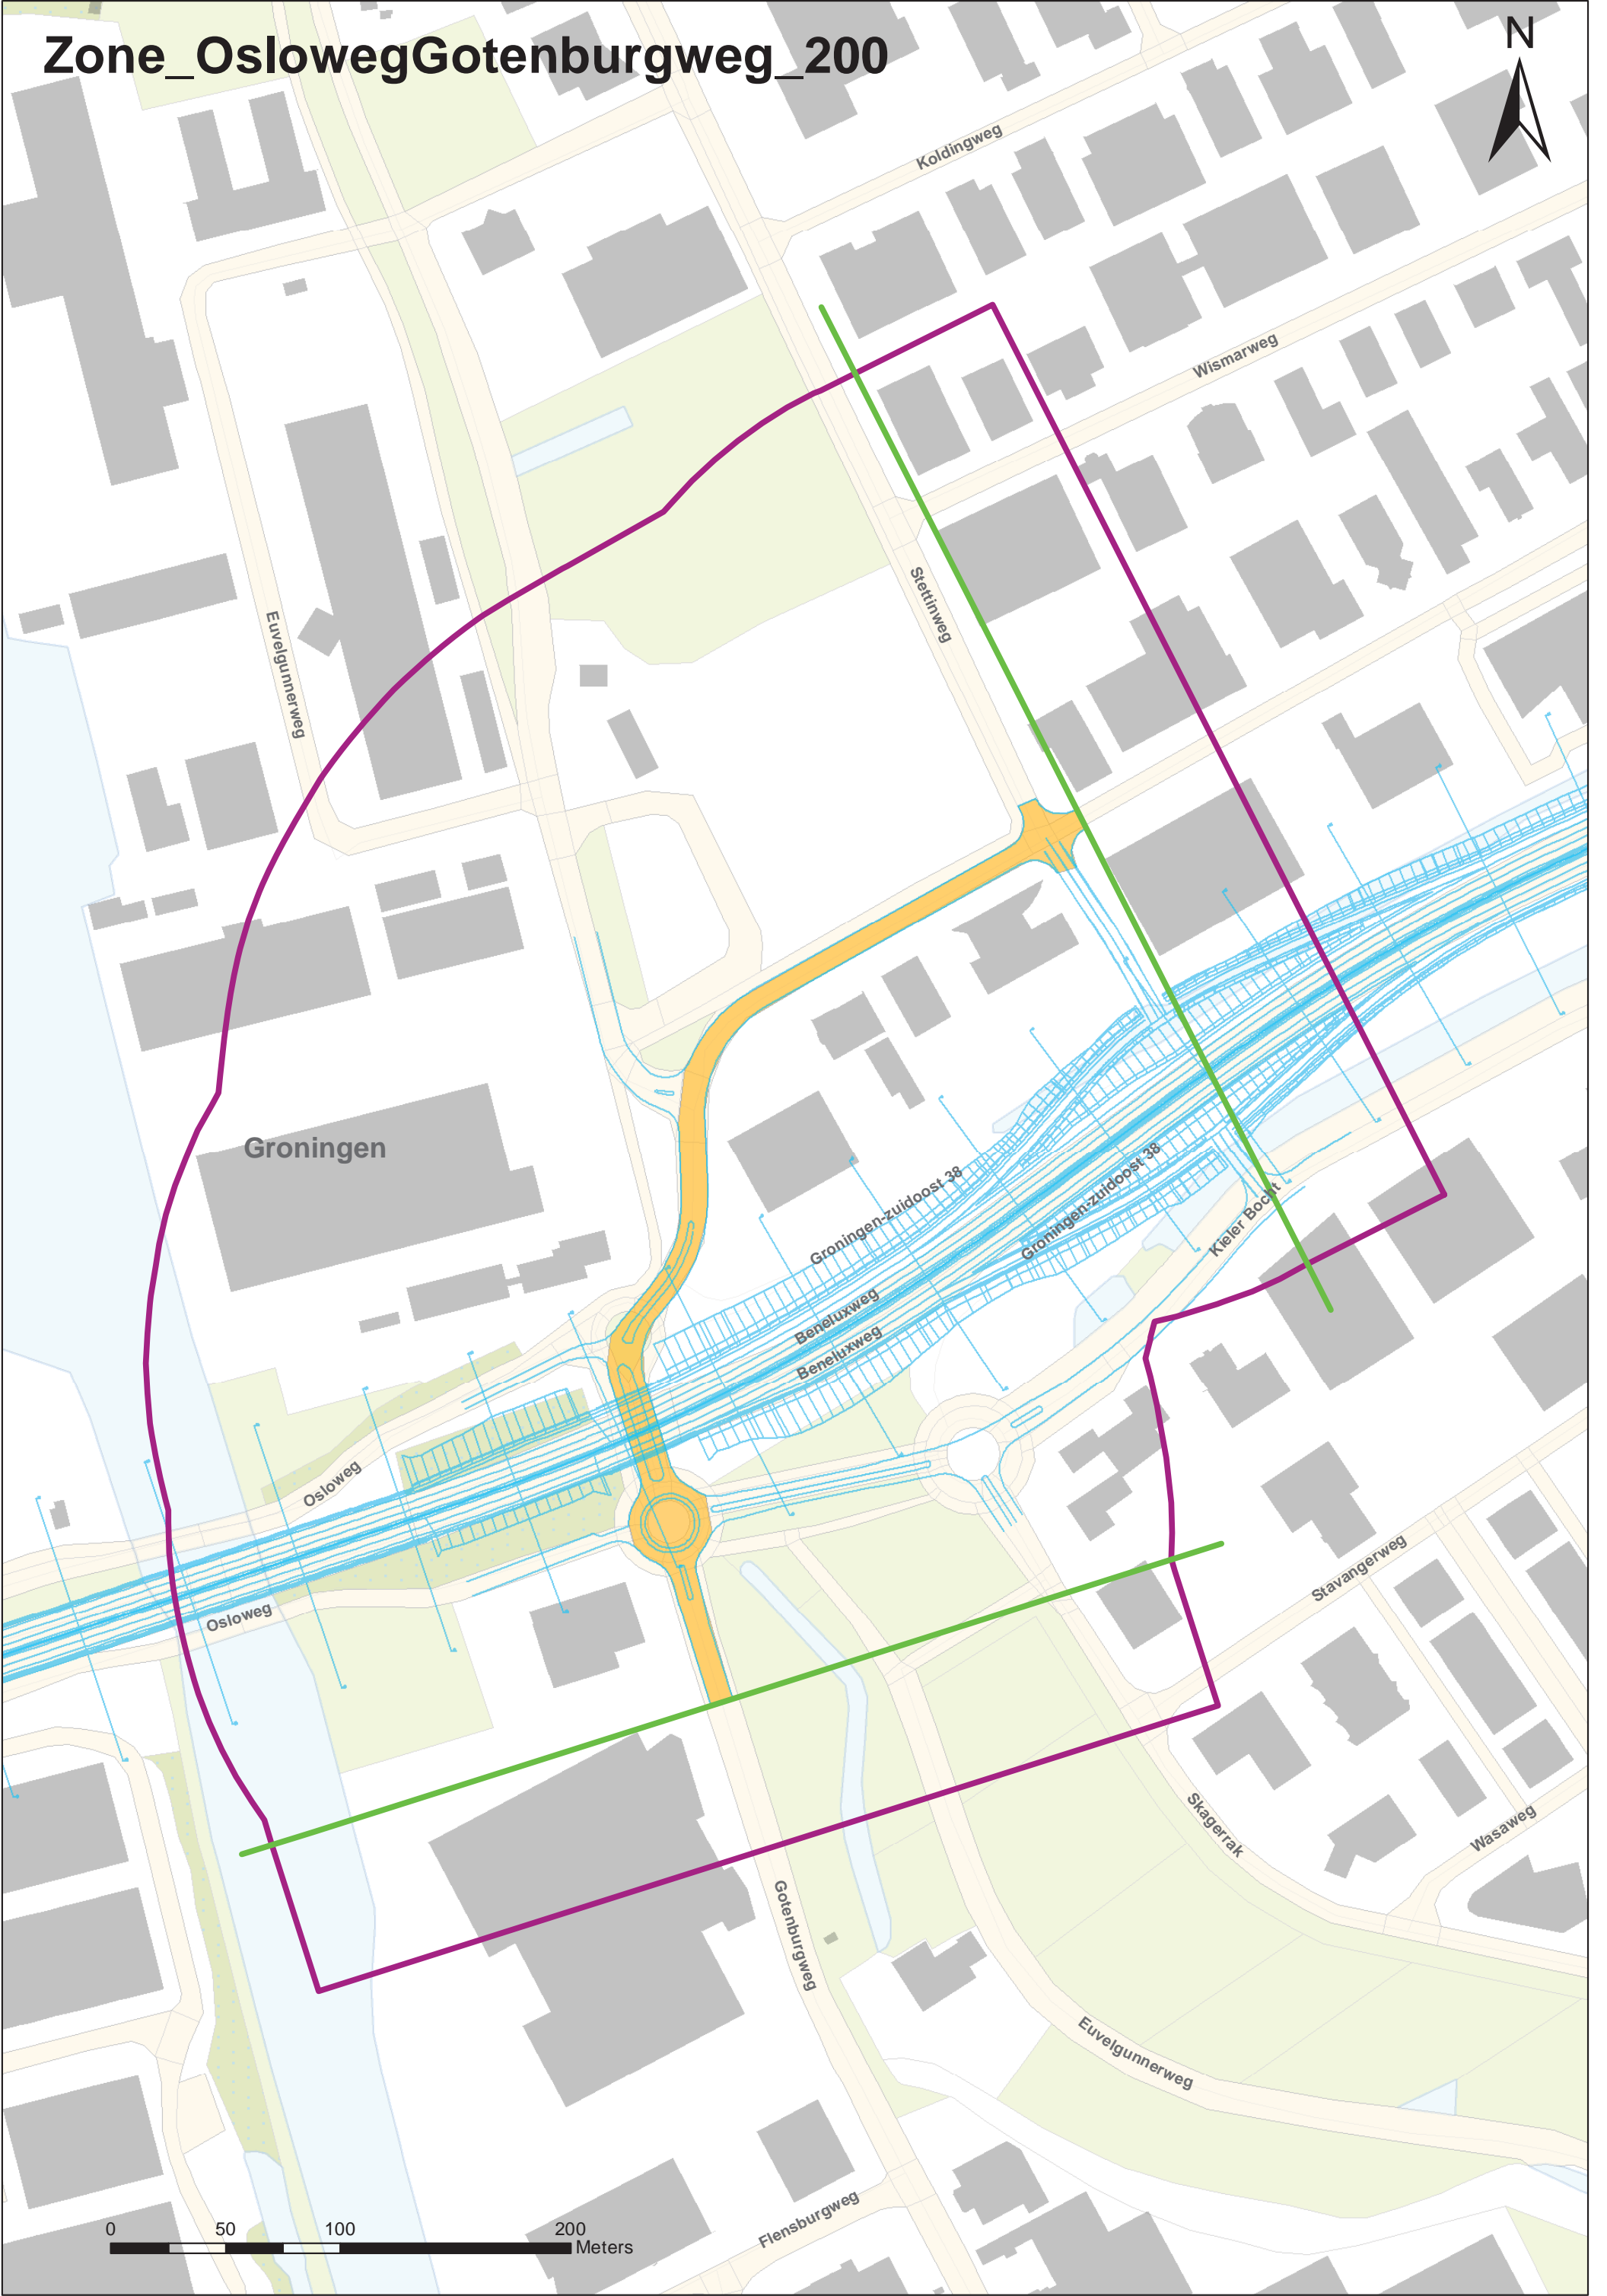 Zone_OslowegGotenburgweg_200
N
Koldingweg
Wismarweg
Stettinweg
Euvelgunnerweg
Groningen
Groningen-zuidoost 38
Groningen-zuidoost 38
Kieler Bocht
Beneluxweg
Beneluxweg
Osloweg
Osloweg
Stavangerweg
Skagerrak
Wasaweg
Gotenburgweg
Euvelgunnerweg
Flensburgweg
0 50 100 200
Meters